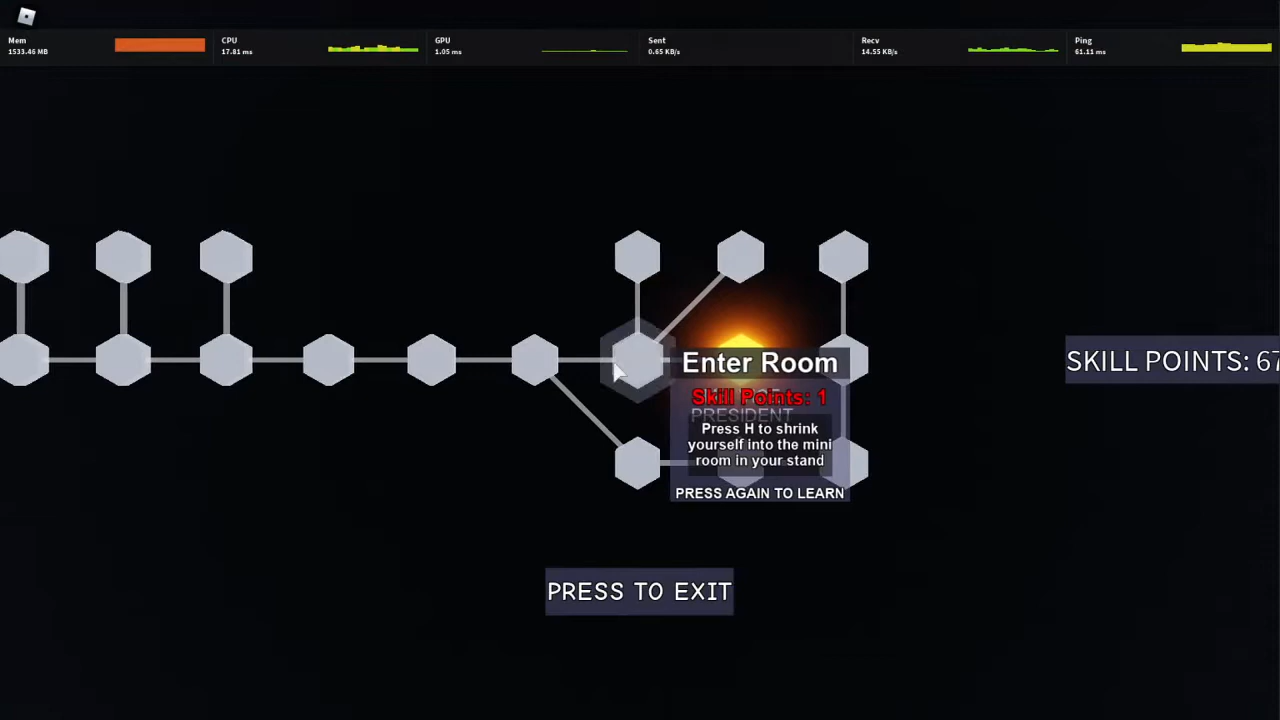 Mem
1533.46 MB
CPU
17.81 ms
GPU
1.05 ms
Sent
0.65 KB/s
Recv
14.55 KB/s
Ping
61.11 ms
Enter Room
Skill Points: 1
PRESIDENT
Press H to shrink
yourself into the mini
room in your stand
PRESS AGAIN TO LEARN
SKILL POINTS: 67
PRESS TO EXIT